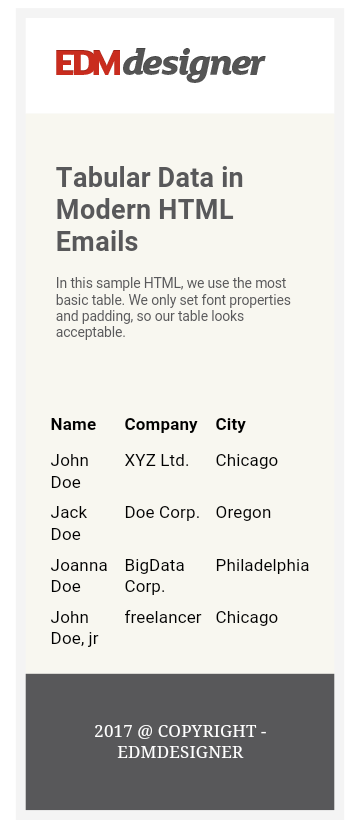 EDMdesigner
Tabular Data in
Modern HTML
Emails
In this sample HTML, we use the most
basic table. We only set font properties
and padding, so our table looks
acceptable.
Name Company City
John XYZ Ltd. Chicago
Doe
Jack Doe Corp. Oregon
Doe
Joanna BigData Philadelphia
Doe Corp.
John freelancer Chicago
Doe, jr
2017 @ COPYRIGHT -
EDMDESIGNER